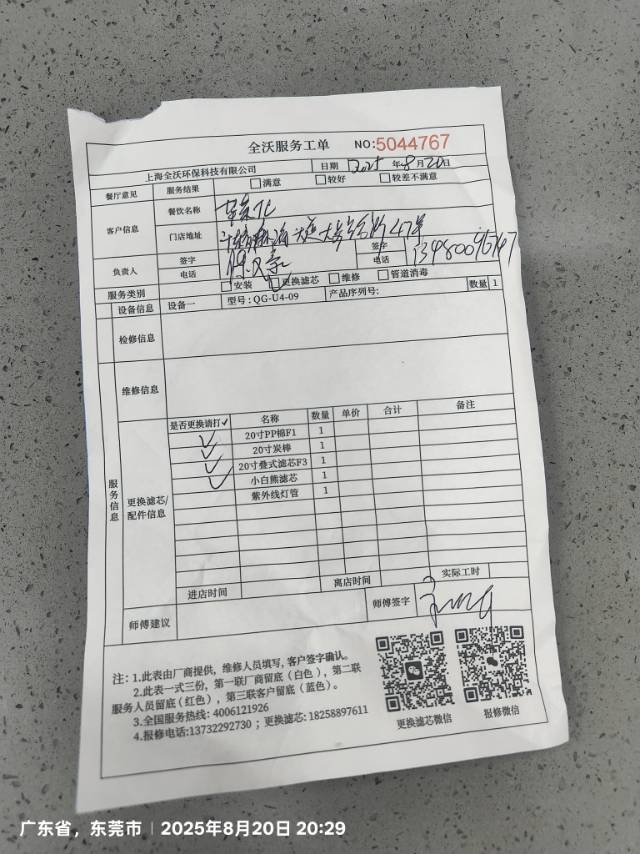 全沃服务工单 NO:5044767
上海全沃环保科技有限公司 日期 2025 年 8 月 20 日
餐厅意见 服务结果 满意 较好 较差不满意
客户信息 餐饮名称
门店地址
负责人 签字 签字
电话 电话
服务类别 安装 更换滤芯 维修 管道消毒
设备信息 设备一 型号：QG-U4-09 产品序列号： 数量 1
检修信息
维修信息
服务信息
更换滤芯/配件信息
是否更换请打✓ 名称 数量 单价 合计 备注
✓ 20寸PP棉F1 1
✓ 20寸炭棒 1
✓ 20寸叠式滤芯F3 1
✓ 小白熊滤芯 1
紫外线灯管 1
进店时间 离店时间 实际工时
师傅建议 师傅签字
注：1.此表由厂商提供，维修人员填写，客户签字确认。
2.此表一式三份，第一联厂商留底（白色），第二联
服务人员留底（红色），第三联客户留底（蓝色）。
3.全国服务热线：4006121926
4.报修电话:13732292730；更换滤芯：18258897611
更换滤芯微信 报修微信
广东省，东莞市 | 2025年8月20日 20:29